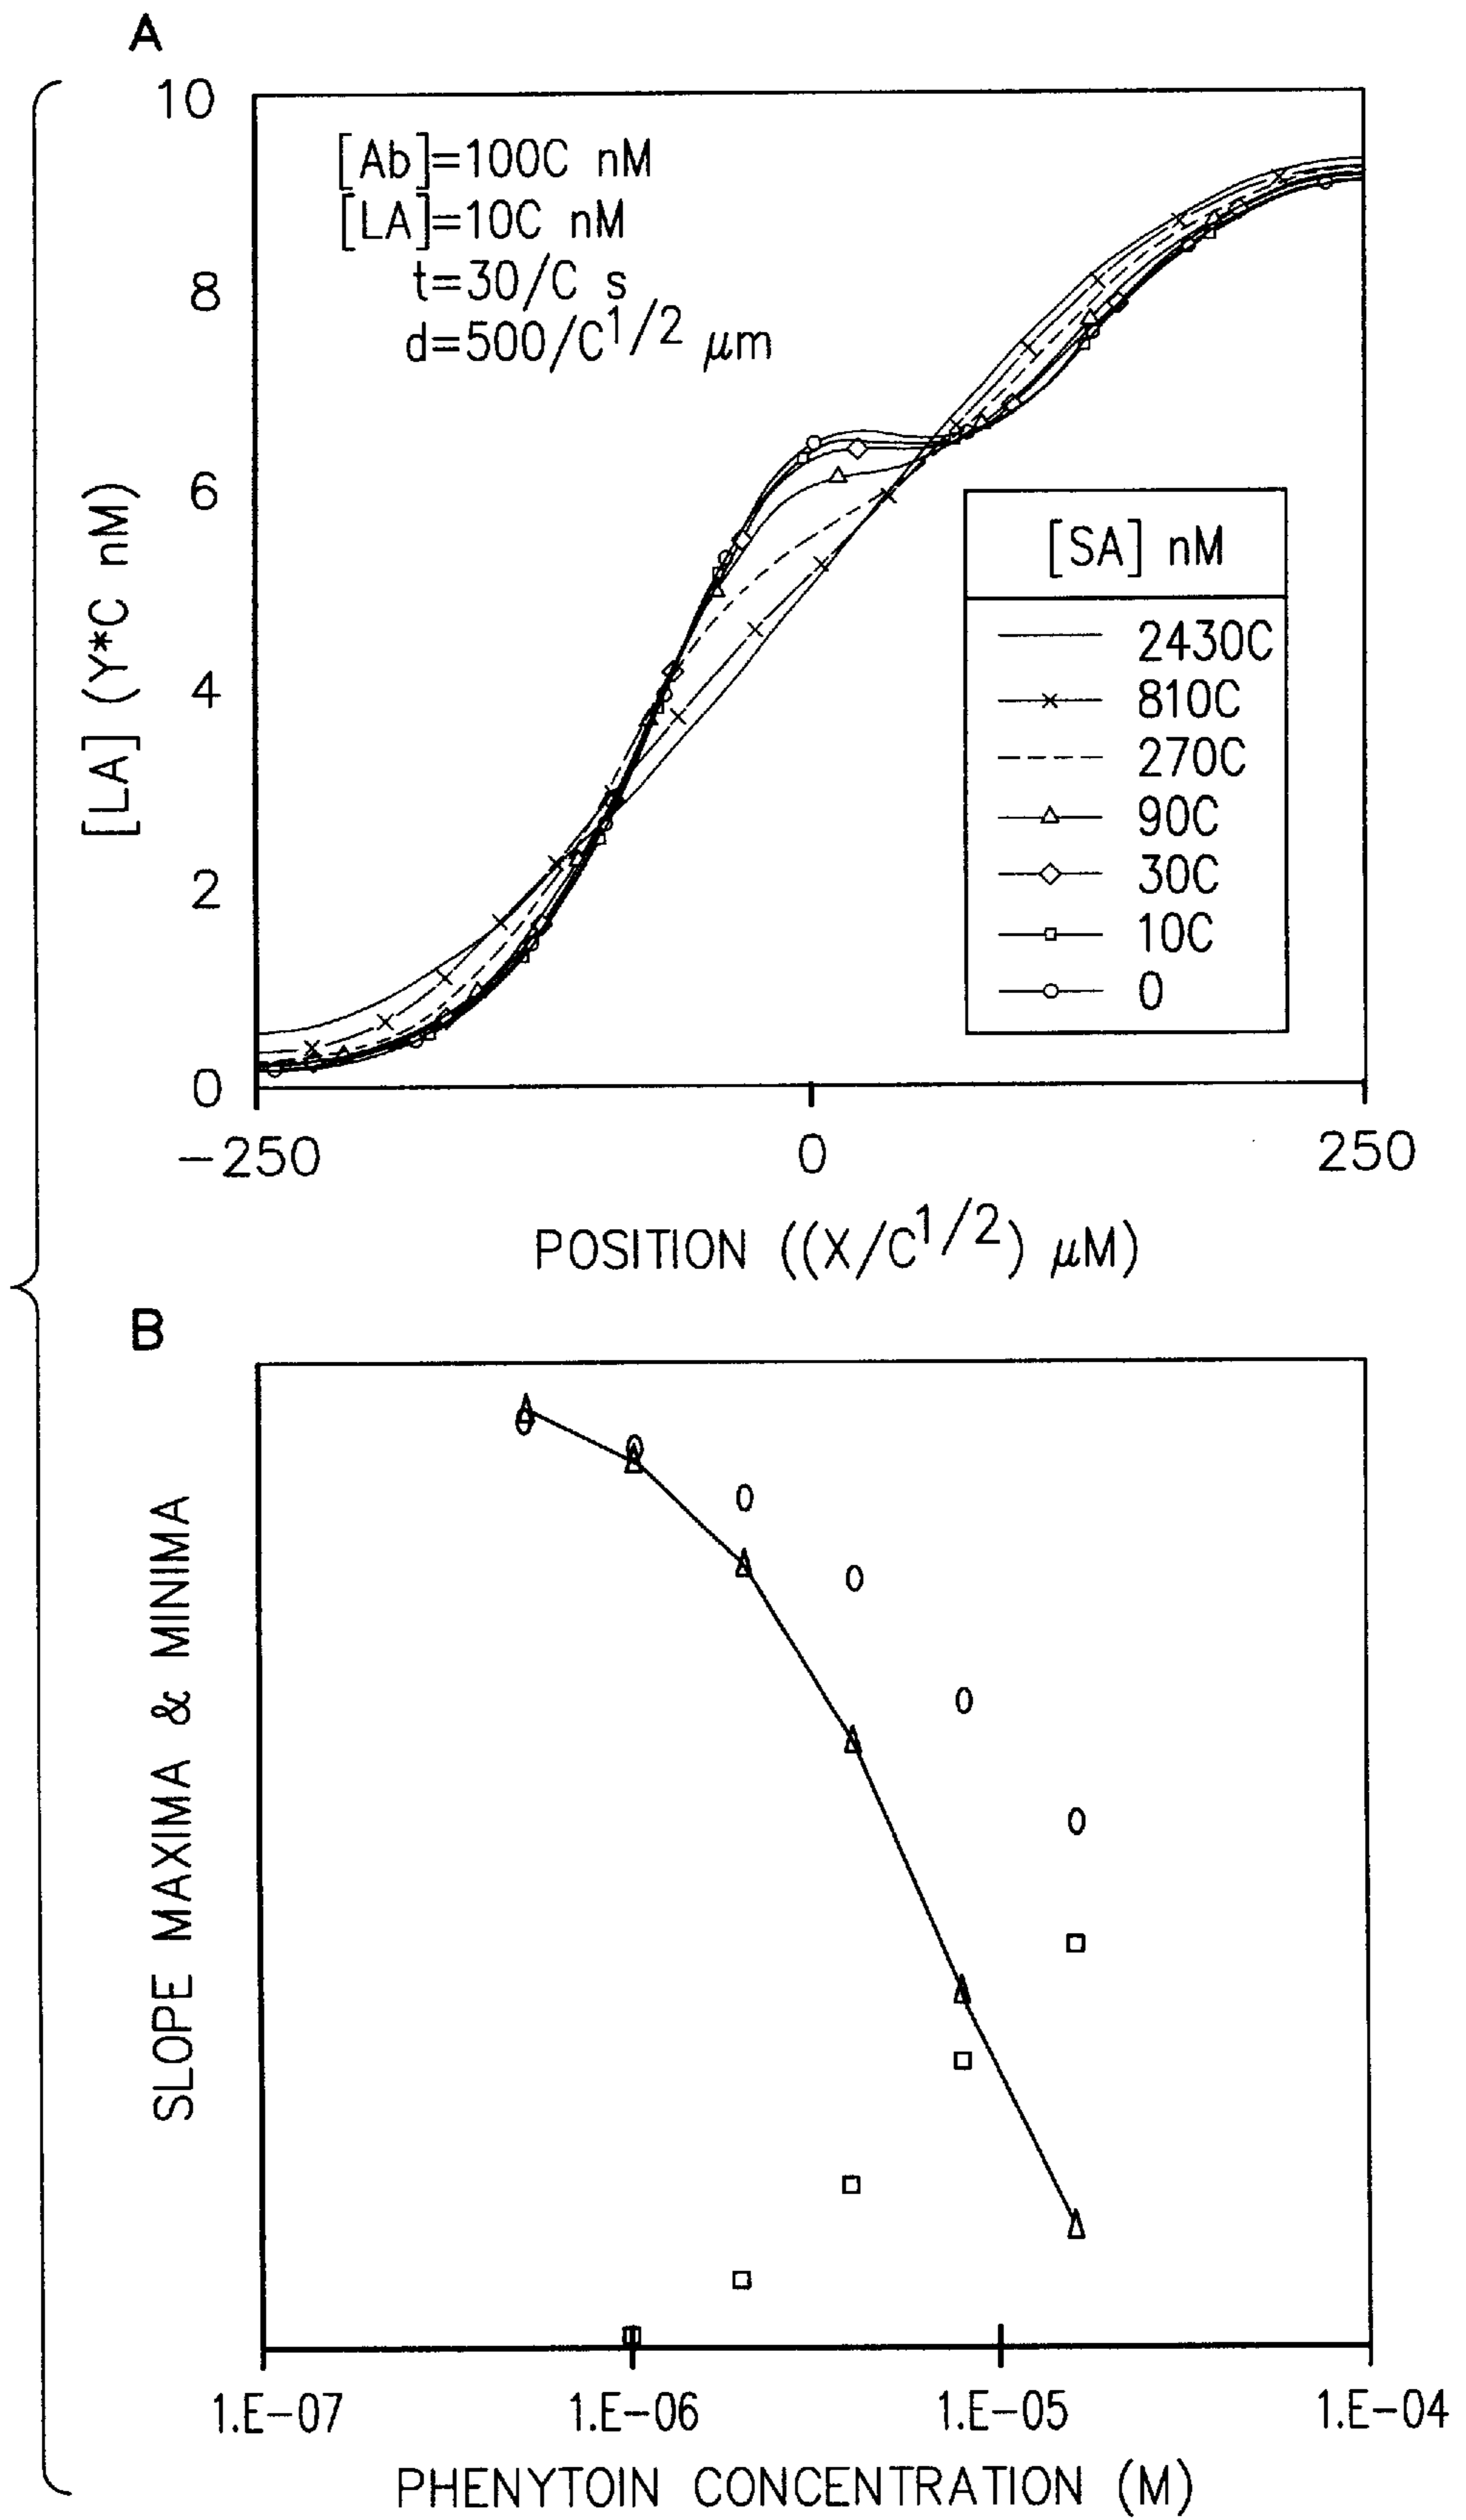 A
10
[Ab]=100C nM
[LA]=10C nM
t=30/C s
d=500/C1/2 μm
8
6
4
2
0
[LA] (Y*C nM)
[SA] nM
2430C
810C
270C
90C
30C
10C
0
-250
0
250
POSITION ((X/C1/2) μM)
B
SLOPE MAXIMA & MINIMA
1.E-07
1.E-06
1.E-05
1.E-04
PHENYTOIN CONCENTRATION (M)